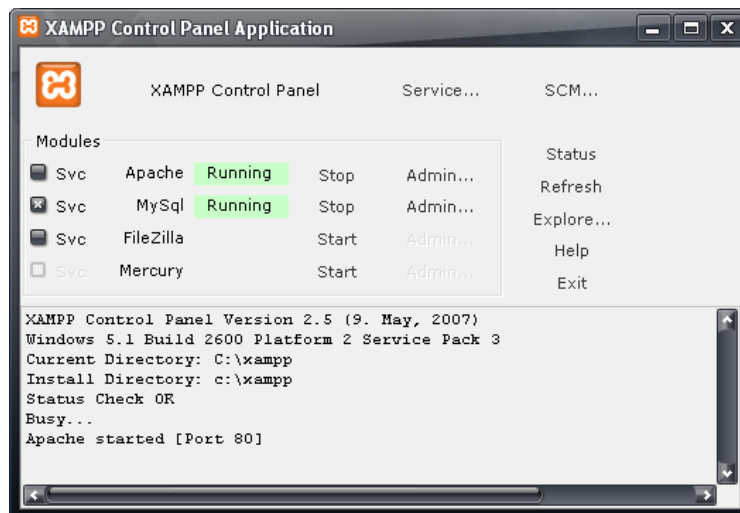 XAMPP Control Panel Application
XAMPP Control Panel Service... SCM...
Modules
Svc Apache Running Stop Admin...
Svc MySql Running Stop Admin...
Svc FileZilla Start Admin...
Svc Mercury Start Admin...
Status
Refresh
Explore...
Help
Exit
XAMPP Control Panel Version 2.5 (9. May, 2007)
Windows 5.1 Build 2600 Platform 2 Service Pack 3
Current Directory: C:\xampp
Install Directory: c:\xampp
Status Check OK
Busy...
Apache started [Port 80]